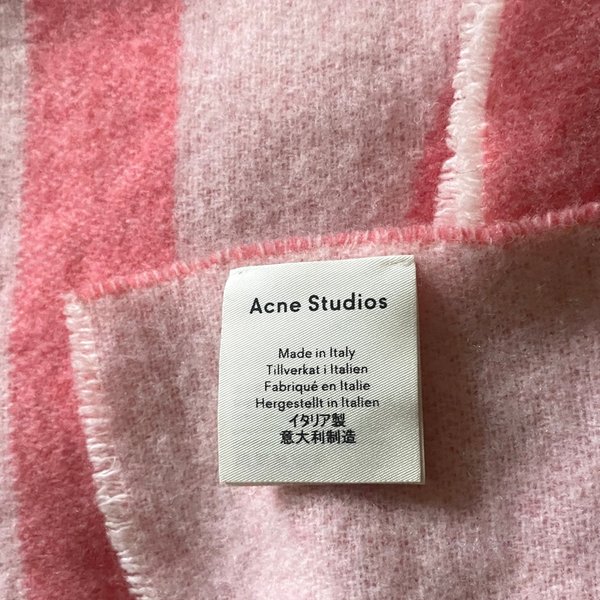 Acne Studios
Made in Italy
Tillverkat i Italien
Fabriqué en Italie
Hergestellt in Italien
イタリア製
意大利制造